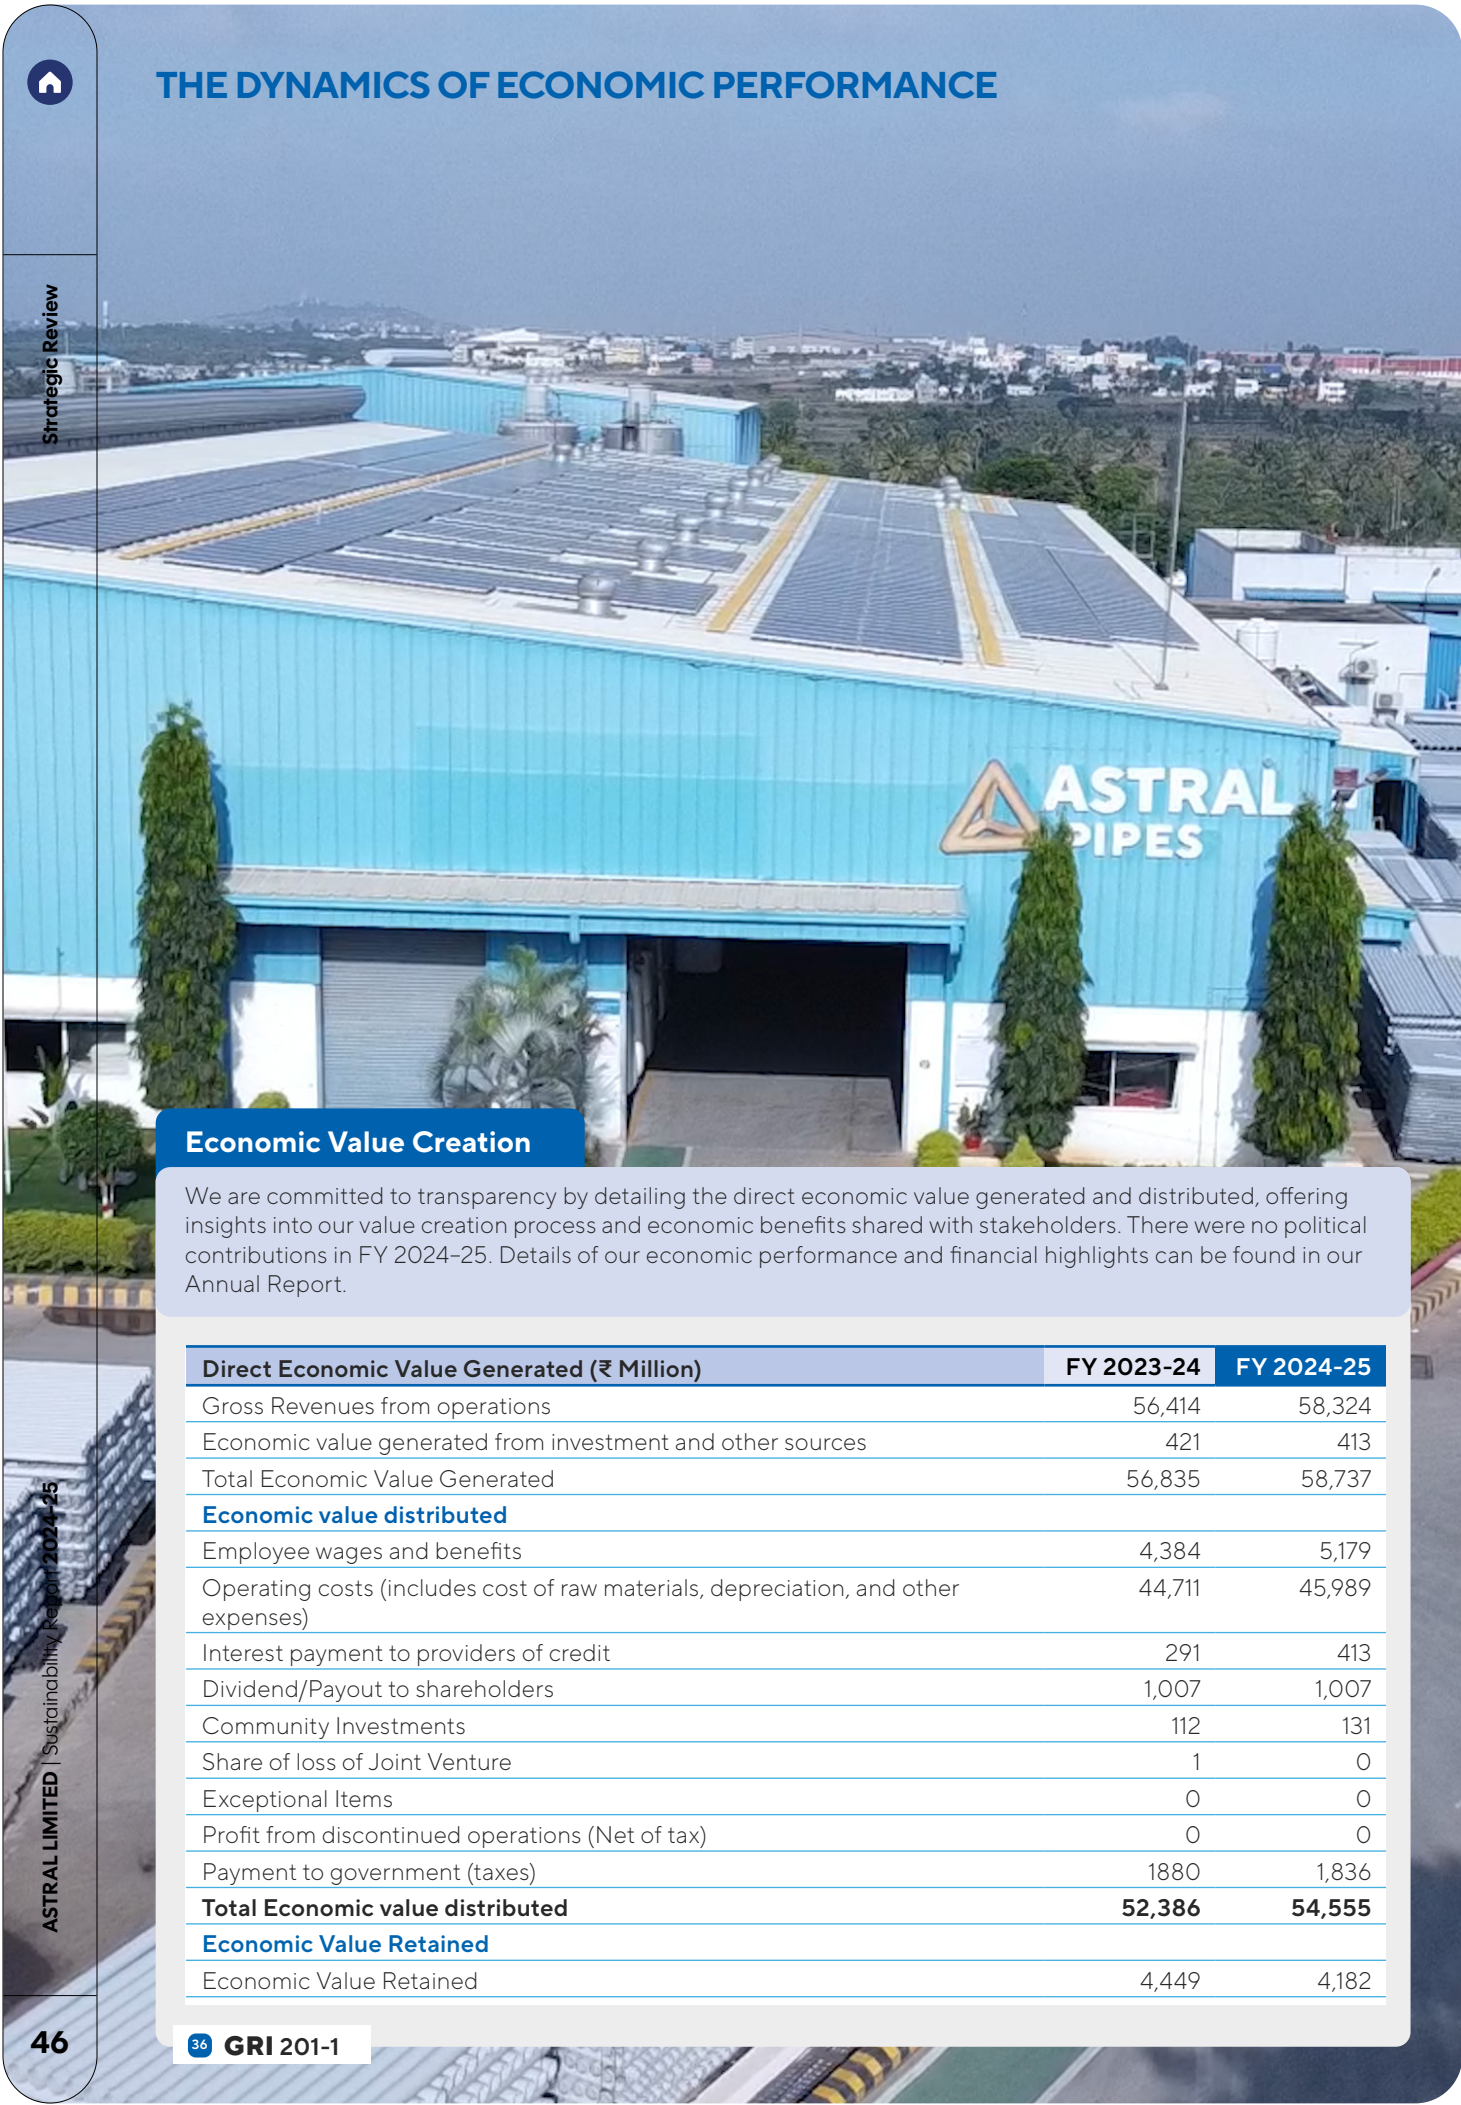 THE DYNAMICS OF ECONOMIC PERFORMANCE
Strategic Review
ASTRAL
PIPES
Economic Value Creation
We are committed to transparency by detailing the direct economic value generated and distributed, offering
insights into our value creation process and economic benefits shared with stakeholders. There were no political
contributions in FY 2024–25. Details of our economic performance and financial highlights can be found in our
Annual Report.
Direct Economic Value Generated (₹ Million) FY 2023-24 FY 2024-25
Gross Revenues from operations 56,414 58,324
Economic value generated from investment and other sources 421 413
Total Economic Value Generated 56,835 58,737
Economic value distributed
Employee wages and benefits 4,384 5,179
Operating costs (includes cost of raw materials, depreciation, and other 44,711 45,989
expenses)
Interest payment to providers of credit 291 413
Dividend/Payout to shareholders 1,007 1,007
Community Investments 112 131
Share of loss of Joint Venture 1 0
Exceptional Items 0 0
Profit from discontinued operations (Net of tax) 0 0
Payment to government (taxes) 1880 1,836
Total Economic value distributed 52,386 54,555
Economic Value Retained
Economic Value Retained 4,449 4,182
36 GRI 201-1
ASTRAL LIMITED | Sustainability Report 2024-25
46